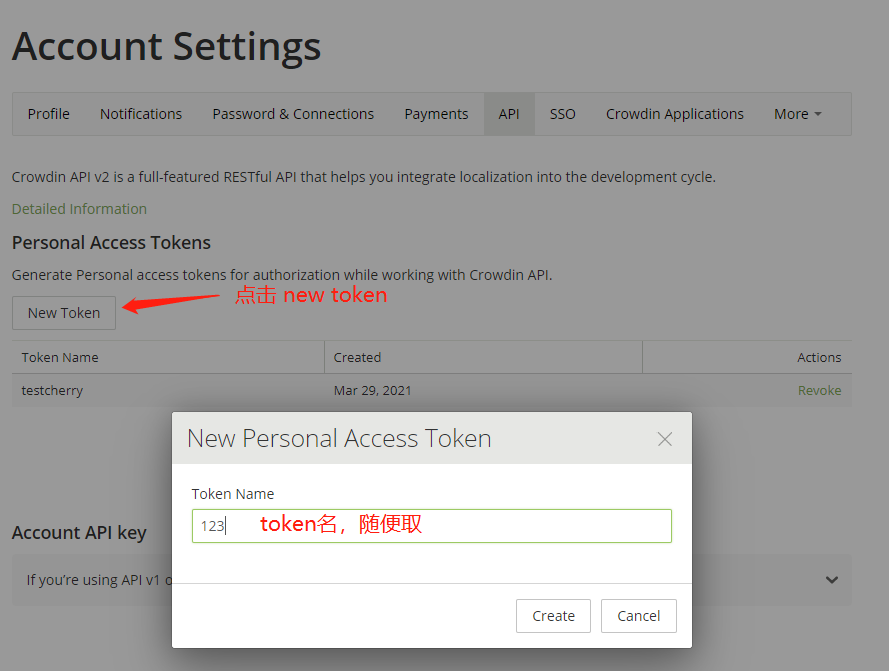 Account Settings
Profile Notifications Password & Connections Payments API SSO Crowdin Applications More
Crowdin API v2 is a full-featured RESTful API that helps you integrate localization into the development cycle.
Detailed Information
Personal Access Tokens
Generate Personal access tokens for authorization while working with Crowdin API.
点击 new token
New Token
Token Name Created Actions
testcherry Mar 29, 2021 Revoke
New Personal Access Token
Token Name
123 token名，随便取
Account API key
If you’re using API v1 o
Create Cancel